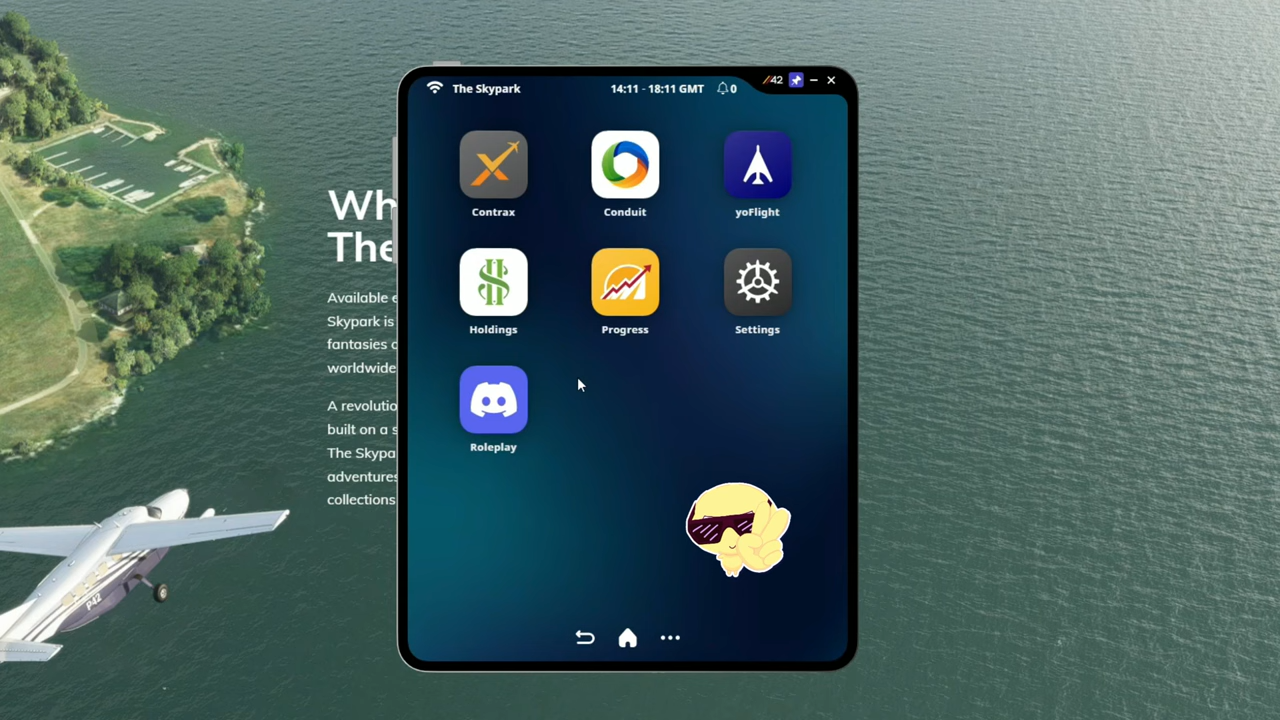 The Skypark
14:11 - 18:11 GMT
0
//42
Contrax
Conduit
yoFlight
Holdings
Progress
Settings
Roleplay
Wh
The
Available e
Skypark is
fantasies o
worldwide
A revolutio
built on a s
The Skypa
adventures
collections
P42